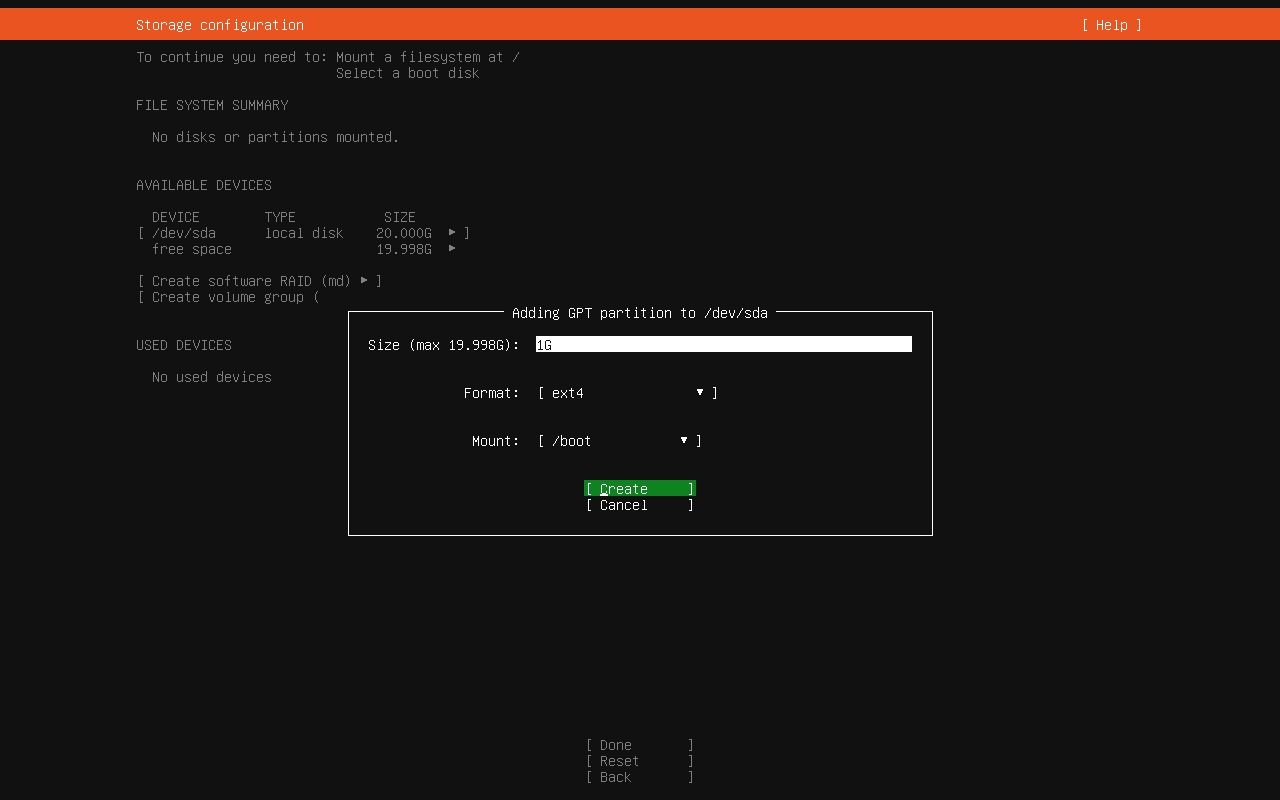 Storage configuration [ Help ]
To continue you need to: Mount a filesystem at /
Select a boot disk
FILE SYSTEM SUMMARY
No disks or partitions mounted.
AVAILABLE DEVICES
DEVICE TYPE SIZE
[ /dev/sda local disk 20.000G ▸ ]
free space 19.998G ▸
[ Create software RAID (md) ▸ ]
[ Create volume group (
Adding GPT partition to /dev/sda
USED DEVICES
Size (max 19.998G): 1G
No used devices
Format: [ ext4 ▾ ]
Mount: [ /boot ▾ ]
[ Create ]
[ Cancel ]
[ Done ]
[ Reset ]
[ Back ]